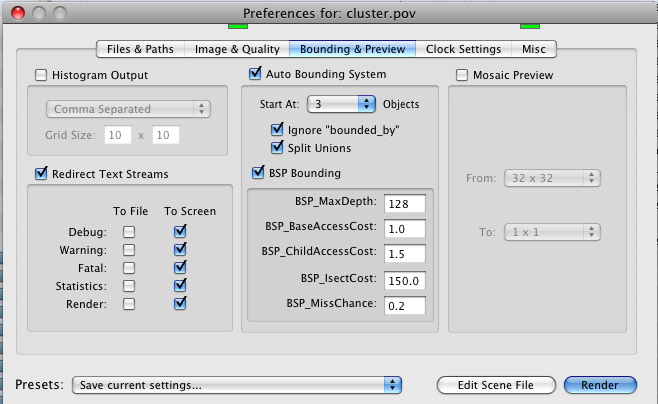 Preferences for: cluster.pov
Files & Paths
Image & Quality
Bounding & Preview
Clock Settings
Misc
Histogram Output
Comma Separated
Grid Size: 10 x 10
Redirect Text Streams
To File To Screen
Debug:
Warning:
Fatal:
Statistics:
Render:
Auto Bounding System
Start At: 3 Objects
Ignore "bounded_by"
Split Unions
BSP Bounding
BSP_MaxDepth: 128
BSP_BaseAccessCost: 1.0
BSP_ChildAccessCost: 1.5
BSP_IsectCost: 150.0
BSP_MissChance: 0.2
Mosaic Preview
From: 32 x 32
To: 1 x 1
Presets: Save current settings...
Edit Scene File
Render